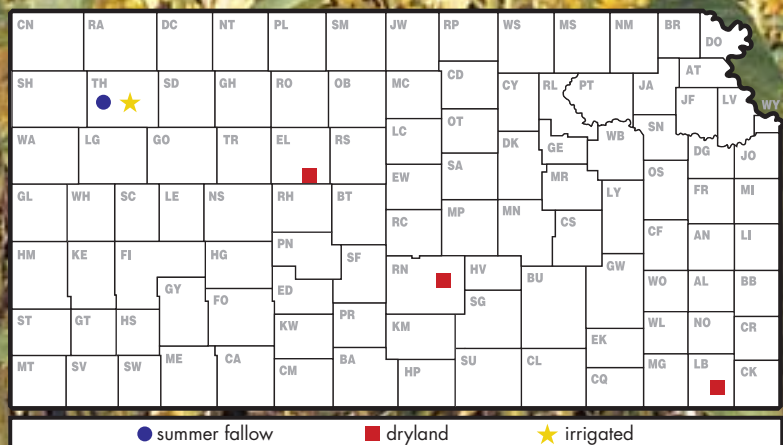 CN RA DC NT PL SM JW RP WS MS NM BR DO
SH TH SD GH RO OB MC CD CY RL PT JA AT JF LV WY
WA LG GO TR EL RS LC OT DK GE WB SN DG JO
EW SA MR OS FR MI
GL WH SC LE NS RH BT RC MP MN CS LY CF AN LI
HM KE FI HG PN SF RN HV BU GW WO AL BB
GY FO ED SG
ST GT HS PR KM WL NO CR
KW EK
MT SV SW ME CA CM BA HP SU CL CQ MG LB CK
summer fallow dryland irrigated